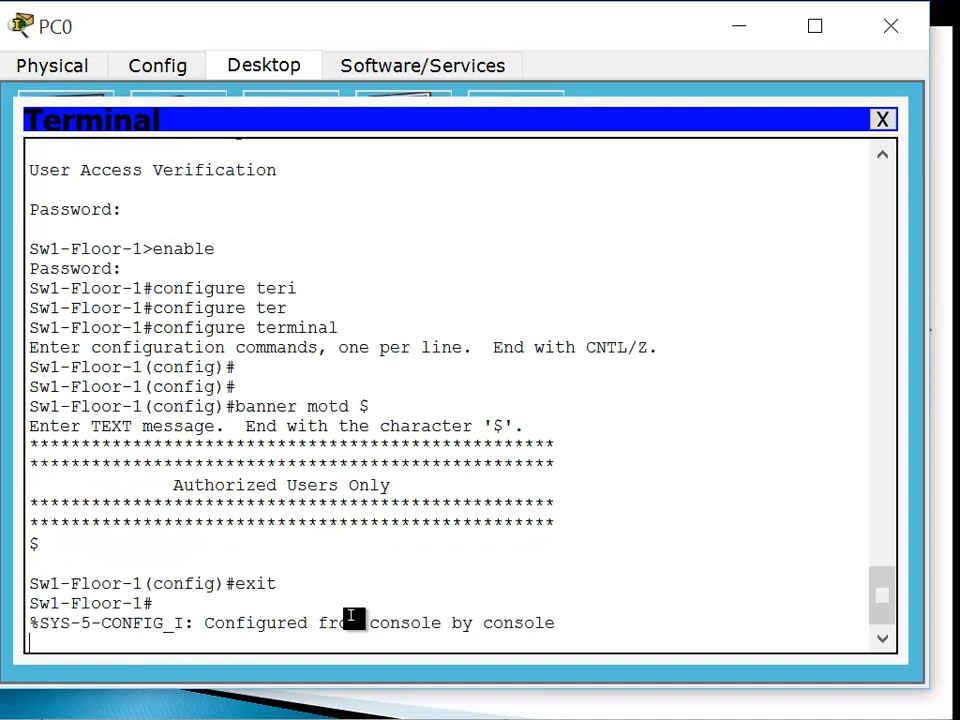 PC0
Physical Config Desktop Software/Services
Terminal X
User Access Verification
Password:
Sw1-Floor-1>enable
Password:
Sw1-Floor-1#configure teri
Sw1-Floor-1#configure ter
Sw1-Floor-1#configure terminal
Enter configuration commands, one per line.  End with CNTL/Z.
Sw1-Floor-1(config)#
Sw1-Floor-1(config)#
Sw1-Floor-1(config)#banner motd $
Enter TEXT message.  End with the character '$'.
***************************************************
***************************************************
Authorized Users Only
***************************************************
***************************************************
$
Sw1-Floor-1(config)#exit
Sw1-Floor-1#
%SYS-5-CONFIG_I: Configured from console by console